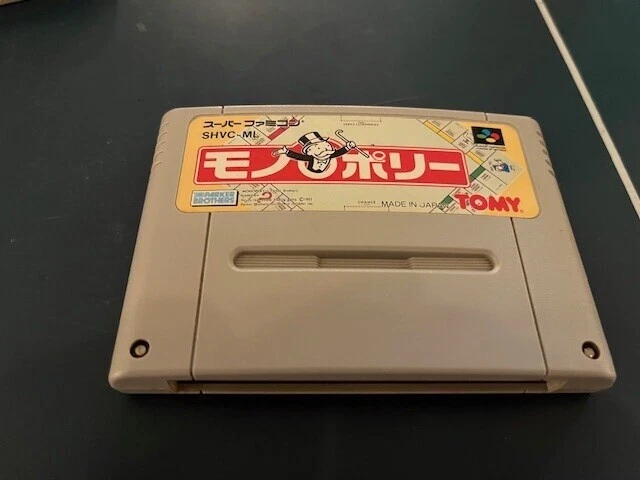 スーパーファミコン
SHVC-ML
モノポリー
PARKER
BROTHERS
CHANCE
MADE IN JAPAN
TOMY